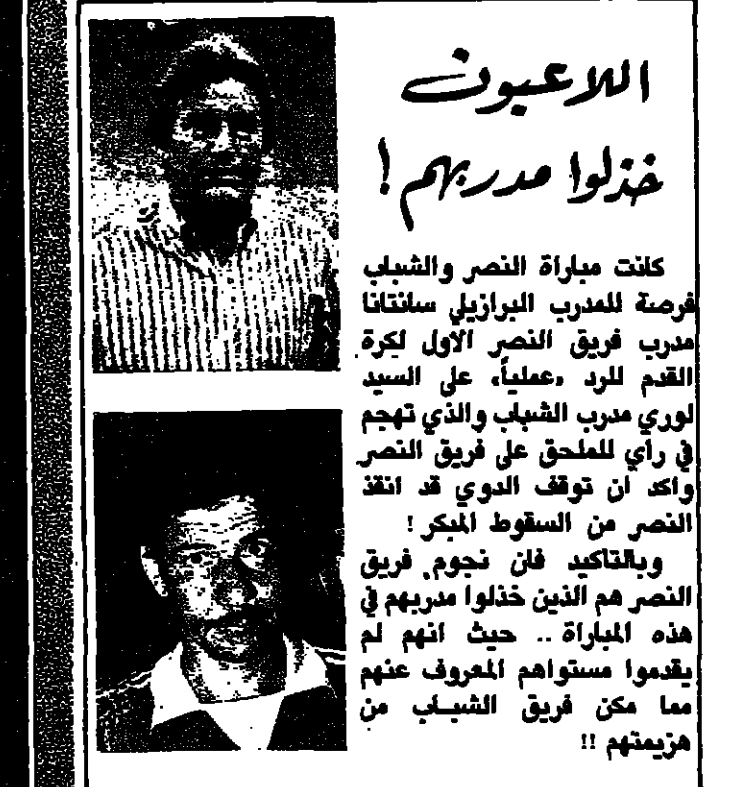 اللاعبون
خذلوا مدربهم !
كانت مباراة النصر والشباب
فرصة للمدرب البرازيلي سانتانا
مدرب فريق النصر الاول لكرة
القدم للرد «عملياً» على السيد
لوري مدرب الشباب والذي تهجم
في رأي للملحق على فريق النصر
واكد ان توقف الدوي قد انقذ
النصر من السقوط المبكر !
وبالتاكيد فان نجوم فريق
النصر هم الذين خذلوا مدربهم في
هذه المباراة .. حيث انهم لم
يقدموا مستواهم المعروف عنهم
مما مكن فريق الشبـاب من
هزيمتهم !!